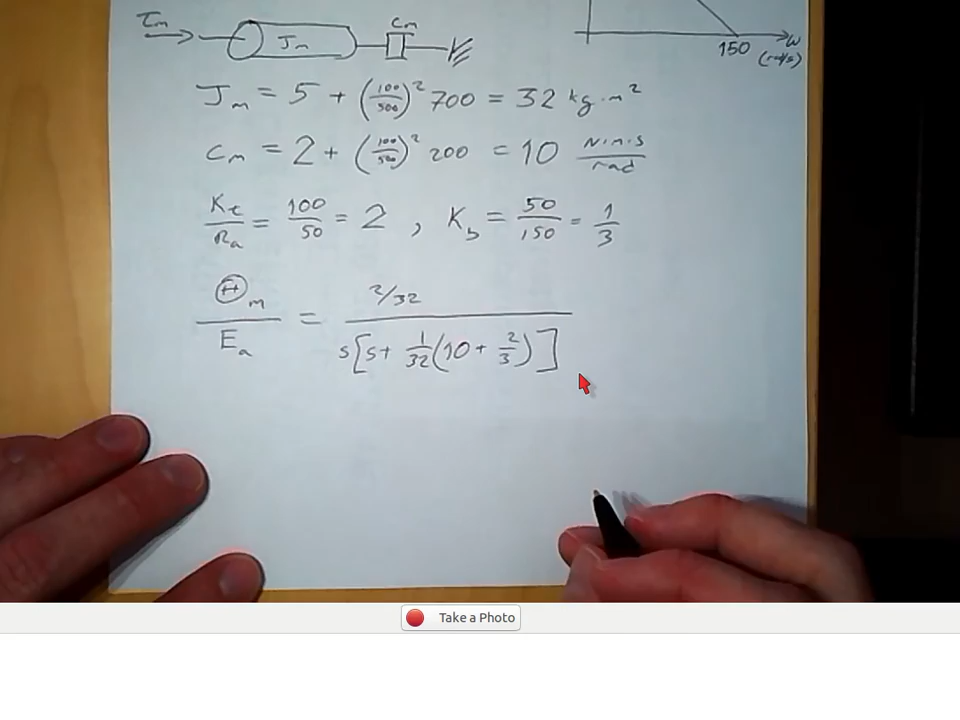 τm Jm cm
150 ω
(rad/s)
Jm = 5 + (100/500)² 700 = 32 kg·m²
cm = 2 + (100/500)² 200 = 10 N·m·s/rad
Kt/Ra = 100/50 = 2 , Kb = 50/150 = 1/3
Θm/Ea = (2/32)/(s[s + 1/32(10 + 2/3)])
Take a Photo